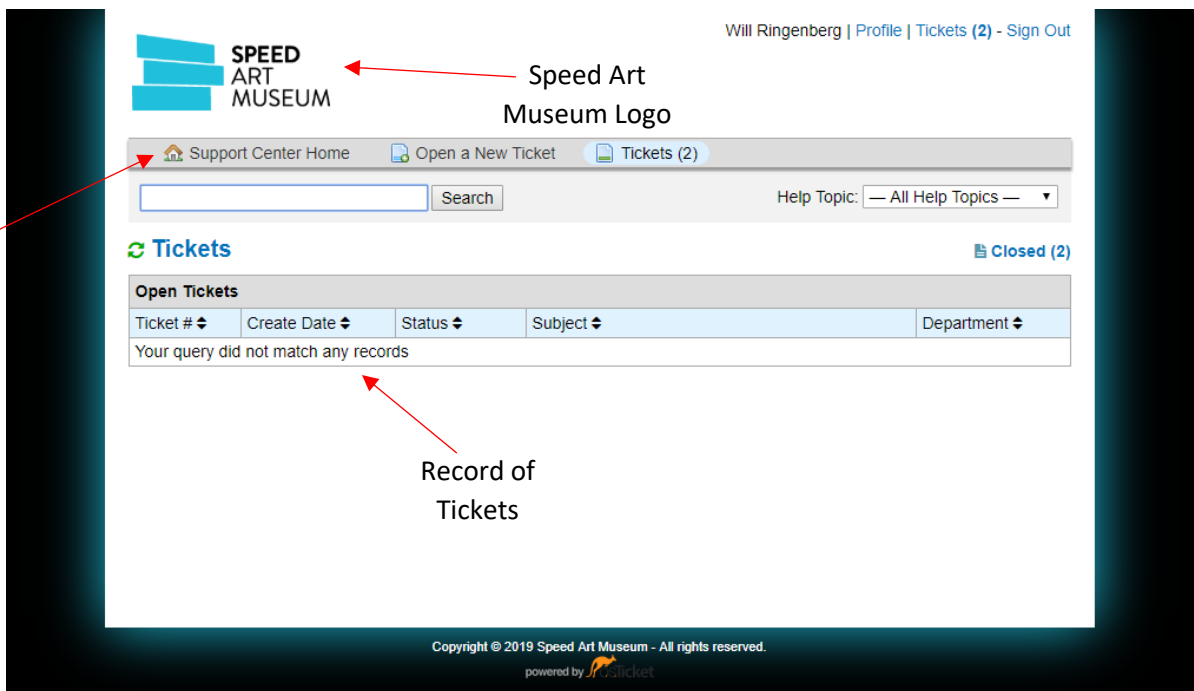 Will Ringenberg | Profile | Tickets (2) - Sign Out
SPEED
ART
MUSEUM
Speed Art
Museum Logo
Support Center Home Open a New Ticket Tickets (2)
Search Help Topic: — All Help Topics —
Tickets Closed (2)
Open Tickets
Ticket # Create Date Status Subject Department
Your query did not match any records
Record of
Tickets
Copyright © 2019 Speed Art Museum - All rights reserved.
powered by osTicket